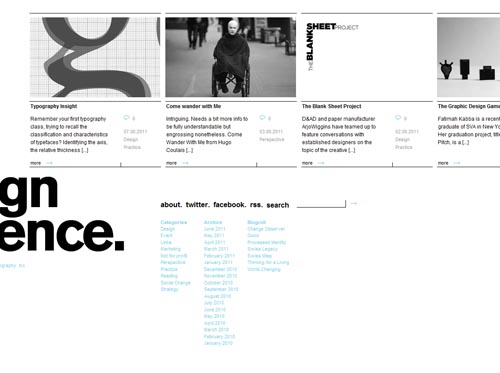 THE BLANK SHEET PROJECT
Typography Insight
Remember your first typography
class, trying to recall the
classification and characteristics
of typefaces? Identifying the axis,
the relative thickness [...]
0
07.06.2011
Design
Practice
more
Come wander with Me
Intriguing. Needs a bit more info to
be fully understandable but
engrossing nonetheless. Come
Wander With Me from Hugo
Coulais [...]
0
03.06.2011
Perspective
more
The Blank Sheet Project
D&AD and paper manufacturer
ArjoWiggins have teamed up to
feature conversations with
established designers on the
topic of the creative [...]
0
02.06.2011
Design
Practice
more
The Graphic Design Game
Fatimah Kabba is a recent
graduate of SVA in New Yo
Her graduation project, titl
Pitch, is a [...]
more
gn
ence.
about. twitter. facebook. rss. search
Categories
Design
Event
Links
Marketing
Not for profit
Perspective
Practice
Reading
Social Change
Strategy
Archive
June 2011
May 2011
April 2011
March 2011
February 2011
January 2011
December 2010
November 2010
October 2010
September 2010
August 2010
July 2010
June 2010
May 2010
April 2010
March 2010
February 2010
January 2010
Blogroll
Change Observer
Good
Processed Identity
Swiss Legacy
Swiss Miss
Thinking for a Living
World Changing